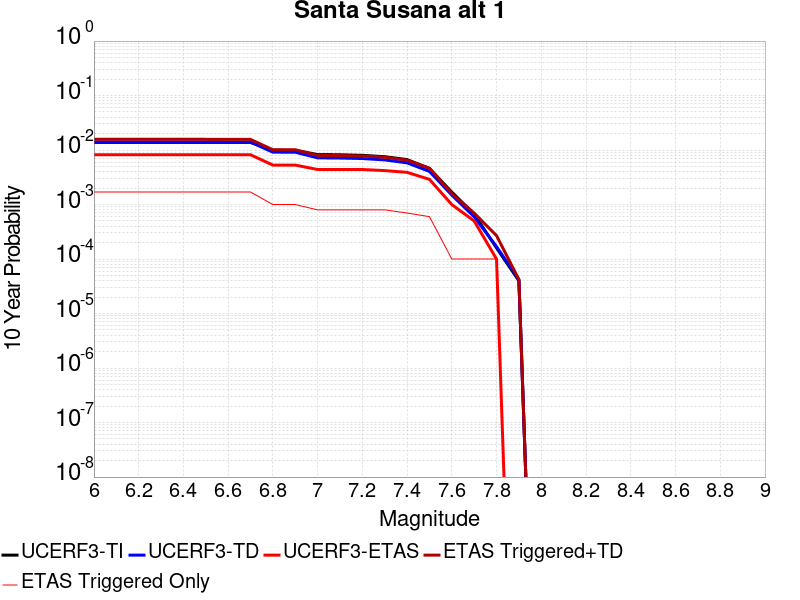 Santa Susana alt 1
10 Year Probability
10^0
10^-1
10^-2
10^-3
10^-4
10^-5
10^-6
10^-7
10^-8
6 6.2 6.4 6.6 6.8 7 7.2 7.4 7.6 7.8 8 8.2 8.4 8.6 8.8 9
Magnitude
UCERF3-TI UCERF3-TD UCERF3-ETAS ETAS Triggered+TD
ETAS Triggered Only